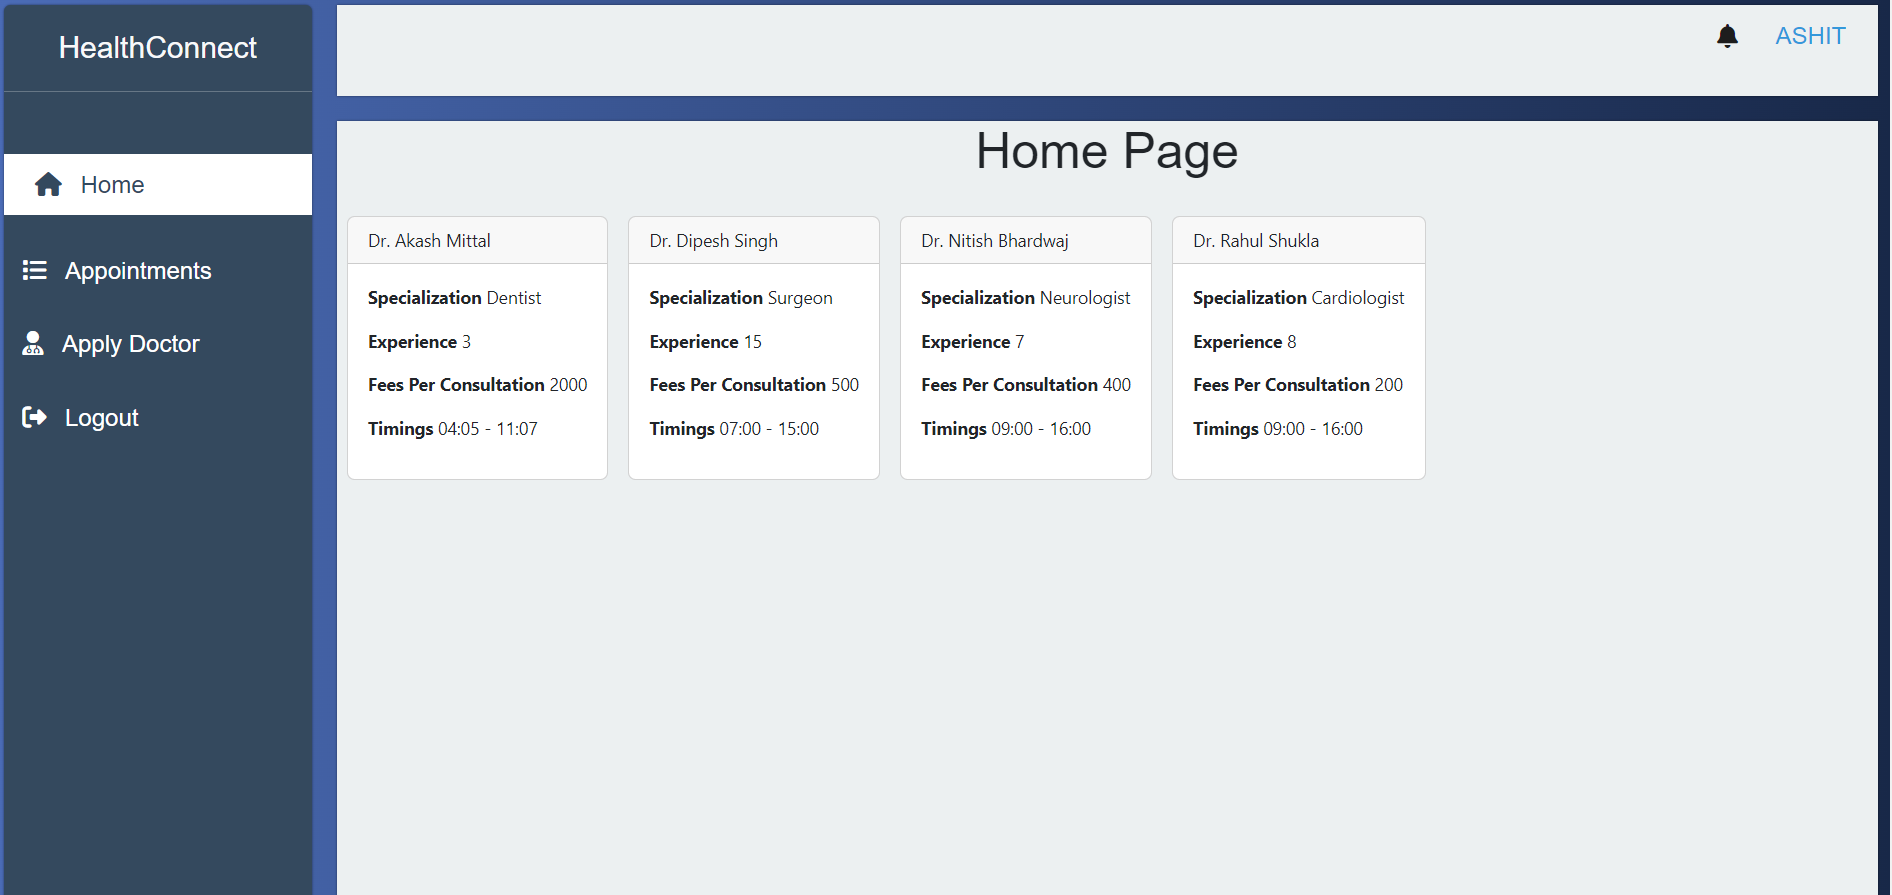 HealthConnect
ASHIT
Home Page
Home
Appointments
Apply Doctor
Logout
Dr. Akash Mittal
Specialization Dentist
Experience 3
Fees Per Consultation 2000
Timings 04:05 - 11:07
Dr. Dipesh Singh
Specialization Surgeon
Experience 15
Fees Per Consultation 500
Timings 07:00 - 15:00
Dr. Nitish Bhardwaj
Specialization Neurologist
Experience 7
Fees Per Consultation 400
Timings 09:00 - 16:00
Dr. Rahul Shukla
Specialization Cardiologist
Experience 8
Fees Per Consultation 200
Timings 09:00 - 16:00